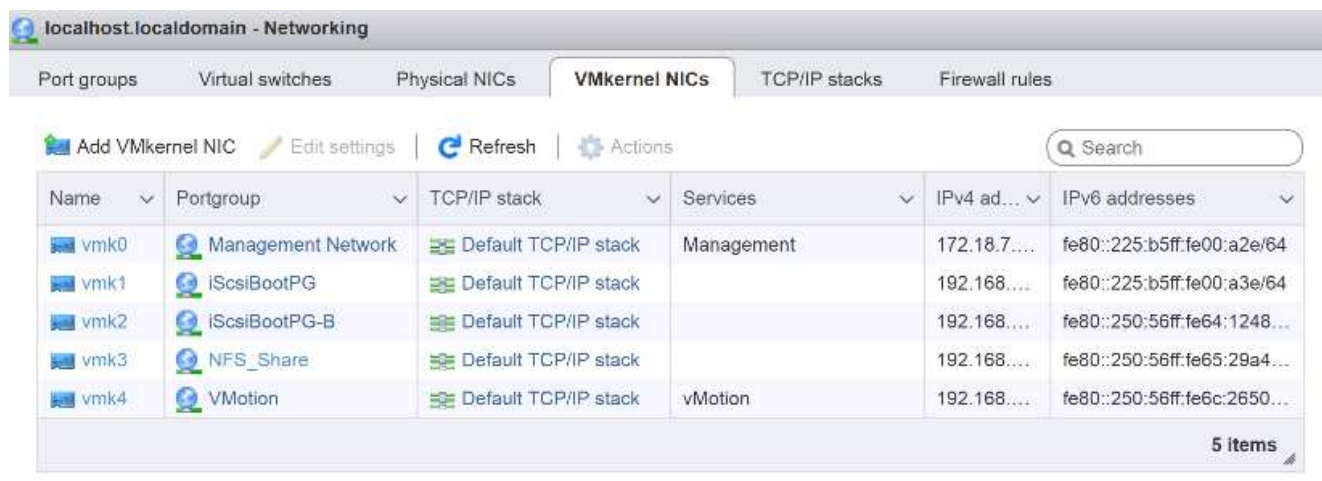 localhost.localdomain - Networking
Port groups Virtual switches Physical NICs VMkernel NICs TCP/IP stacks Firewall rules
Add VMkernel NIC Edit settings Refresh Actions Search
Name Portgroup TCP/IP stack Services IPv4 ad... IPv6 addresses
vmk0 Management Network Default TCP/IP stack Management 172.18.7.... fe80::225:b5ff:fe00:a2e/64
vmk1 iScsiBootPG Default TCP/IP stack 192.168.... fe80::225:b5ff:fe00:a3e/64
vmk2 iScsiBootPG-B Default TCP/IP stack 192.168.... fe80::250:56ff:fe64:1248...
vmk3 NFS_Share Default TCP/IP stack 192.168.... fe80::250:56ff:fe65:29a4...
vmk4 VMotion Default TCP/IP stack vMotion 192.168.... fe80::250:56ff:fe6c:2650...
5 items